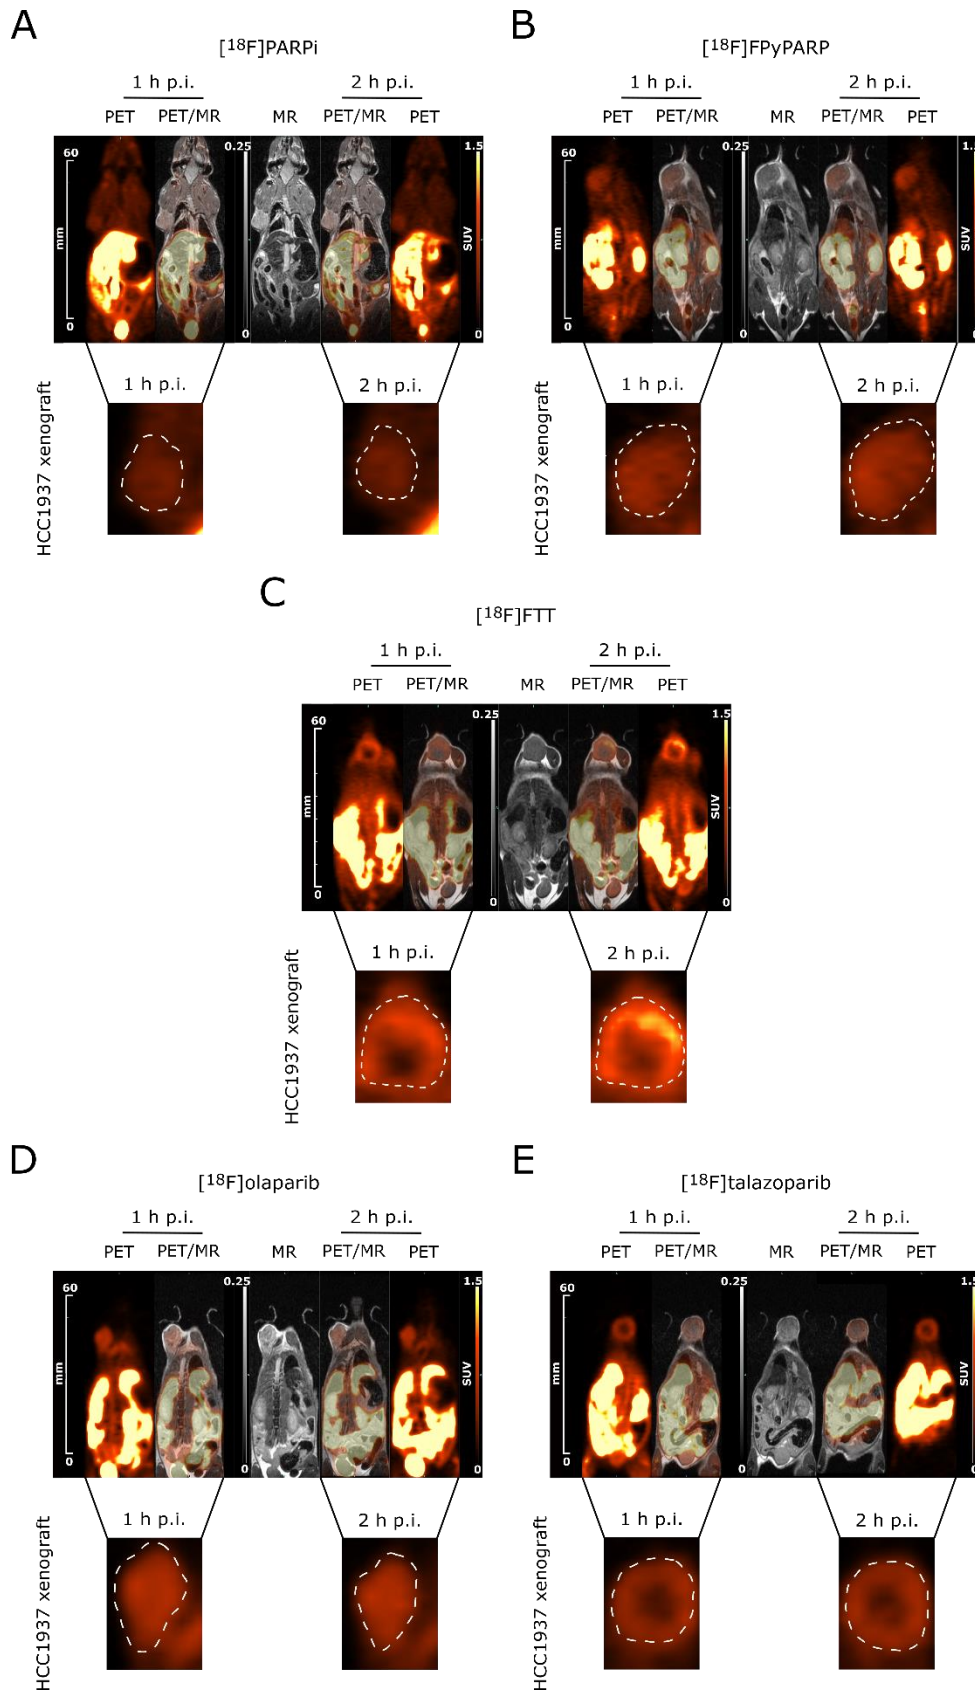 A
[18F]PARPi
1 h p.i.
2 h p.i.
PET
PET/MR
MR
PET/MR
PET
60
mm
0
0.25
0
1.5
SUV
0
HCC1937 xenograft
1 h p.i.
2 h p.i.
B
[18F]FPyPARP
1 h p.i.
2 h p.i.
PET
PET/MR
MR
PET/MR
PET
60
mm
0
0.25
0
SUV
HCC1937 xenograft
1 h p.i.
2 h p.i.
C
[18F]FTT
1 h p.i.
2 h p.i.
PET
PET/MR
MR
PET/MR
PET
60
mm
0
0.25
0
1.5
SUV
0
HCC1937 xenograft
1 h p.i.
2 h p.i.
D
[18F]olaparib
1 h p.i.
2 h p.i.
PET
PET/MR
MR
PET/MR
PET
60
mm
0
0.25
0
1.5
SUV
0
HCC1937 xenograft
1 h p.i.
2 h p.i.
E
[18F]talazoparib
1 h p.i.
2 h p.i.
PET
PET/MR
MR
PET/MR
PET
60
mm
0
0.25
0
SUV
HCC1937 xenograft
1 h p.i.
2 h p.i.